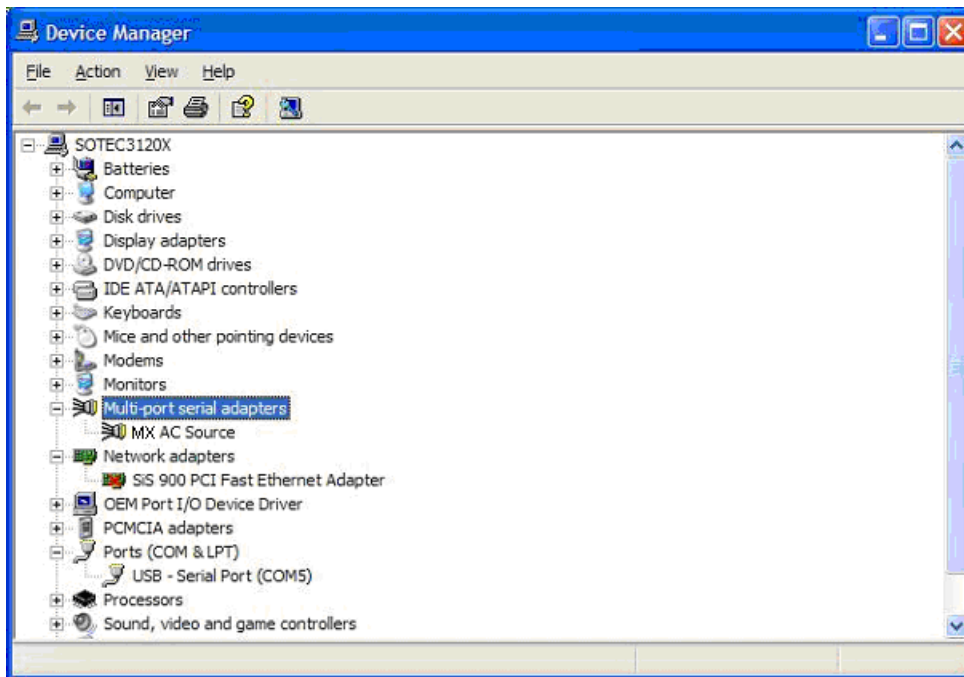 Device Manager
File Action View Help
SOTEC3120X
Batteries
Computer
Disk drives
Display adapters
DVD/CD-ROM drives
IDE ATA/ATAPI controllers
Keyboards
Mice and other pointing devices
Modems
Monitors
Multi-port serial adapters
MX AC Source
Network adapters
SiS 900 PCI Fast Ethernet Adapter
OEM Port I/O Device Driver
PCMCIA adapters
Ports (COM & LPT)
USB - Serial Port (COM5)
Processors
Sound, video and game controllers